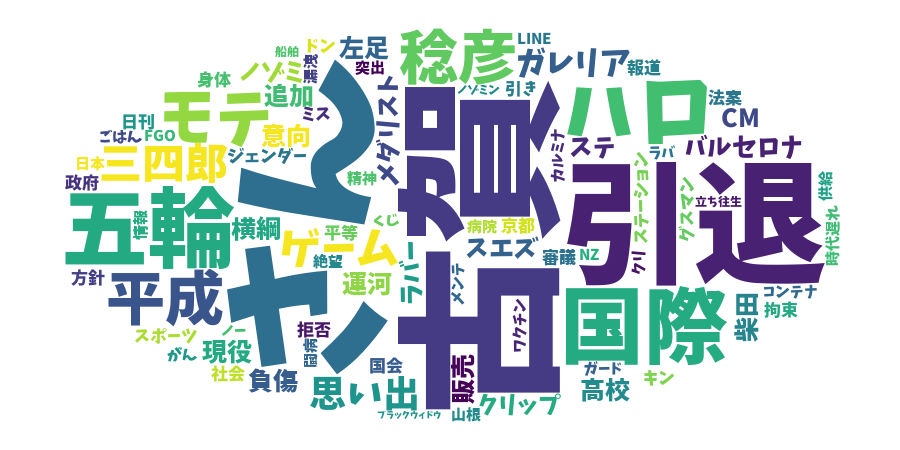 船舶
ドン
左足
稔彦
LINE
ガレリア
報道
身体
ノゾミ
湯浅
突出
メダリスト
ノゾミン
引き
ハロ
法案
CM
モテ
追加
ミス
日刊
ごはん
FGO
意向
ジェンダー
さん
古賀
カルミナ
ステ
ラバ
バルセロナ
日本
三四郎
政府
精神
引退
立ち往生
供給
五輪
情報
横綱
平等
くじ
病院
京都
ステーション
グスマン
時代遅れ
ゲーム
絶望
ラバー
スエズ
審議
NZ
クリ
方針
平成
運河
メンテ
国際
柴田
コンテナ
拘束
スポーツ
ノー
拒否
ワクチン
がん
現役
闘病
国会
社会
負傷
思い出
販売
クリップ
ガード
高校
キン
ブラックウィドウ
山根